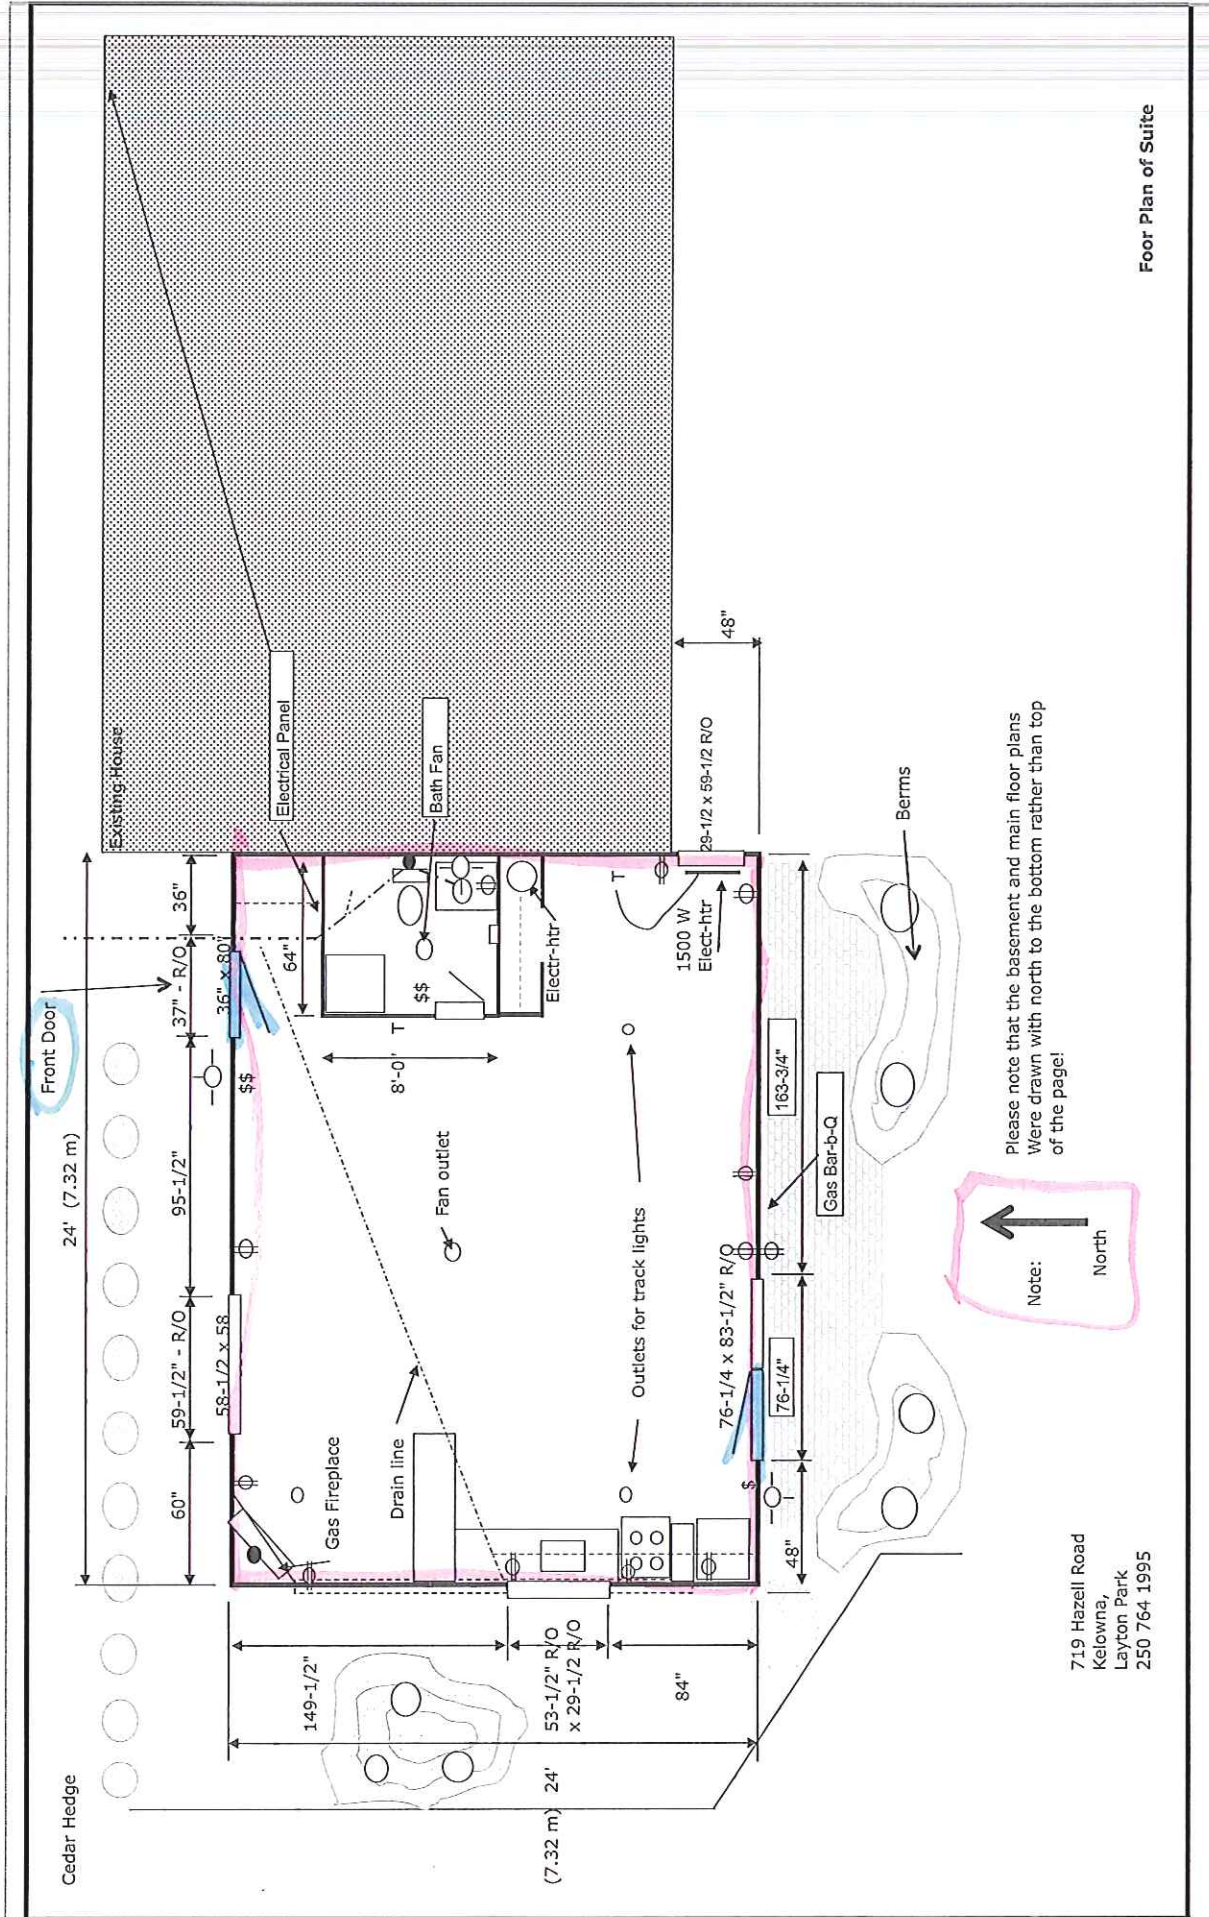 Cedar Hedge
Front Door
24' (7.32 m)
60"
59-1/2" - R/O
95-1/2"
37" - R/O
36"
58-1/2 x 58
$$
36" x 80"
Existing House
Electrical Panel
Bath Fan
64"
8'-0"
T
$$
Electr-htr
Gas Fireplace
Drain line
Fan outlet
Outlets for track lights
T
1500 W
Elect-htr
29-1/2 x 59-1/2 R/O
48"
76-1/4 x 83-1/2" R/O
$
48"
76-1/4"
163-3/4"
Gas Bar-b-Q
Berms
149-1/2"
53-1/2" R/O
x 29-1/2 R/O
84"
(7.32 m) 24'
Note:
North
Please note that the basement and main floor plans
Were drawn with north to the bottom rather than top
of the page!
719 Hazell Road
Kelowna,
Layton Park
250 764 1995
Foor Plan of Suite